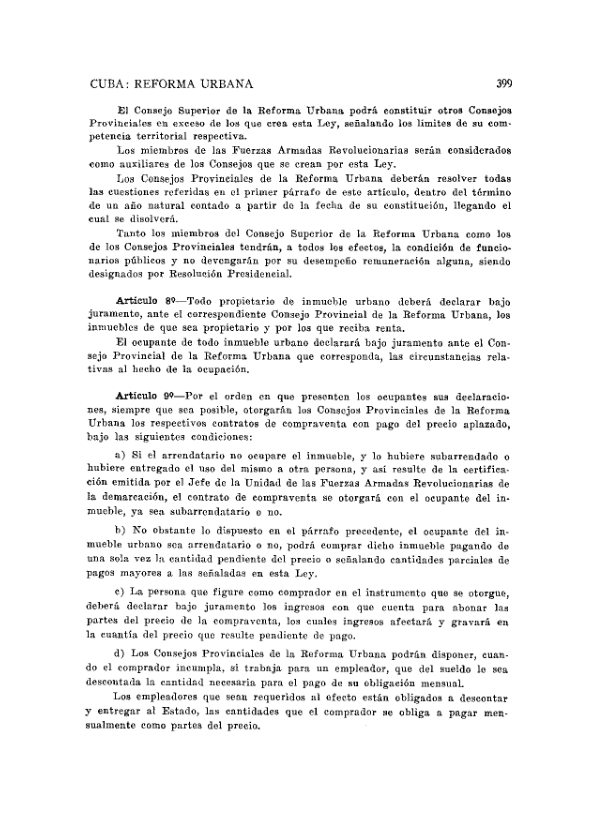 CUBA: REFORMA URBANA 399
El Consejo Superior de la Reforma Urbana podrá constituir otros Consejos
Provinciales en exceso de los que crea esta Ley, señalando los límites de su com-
petencia territorial respectiva.
Los miembros de las Fuerzas Armadas Revolucionarias serán considerados
como auxiliares de los Consejos que se crean por esta Ley.
Los Consejos Provinciales de la Reforma Urbana deberán resolver todas
las cuestiones referidas en el primer párrafo de este artículo, dentro del término
de un año natural contado a partir de la fecha de su constitución, llegando el
cual se disolverá.
Tanto los miembros del Consejo Superior de la Reforma Urbana como los
de los Consejos Provinciales tendrán, a todos los efectos, la condición de funcio-
narios públicos y no devengarán por su desempeño remuneración alguna, siendo
designados por Resolución Presidencial.
Artículo 8º—Todo propietario de inmueble urbano deberá declarar bajo
juramento, ante el correspondiente Consejo Provincial de la Reforma Urbana, los
inmuebles de que sea propietario y por los que reciba renta.
El ocupante de todo inmueble urbano declarará bajo juramento ante el Con-
sejo Provincial de la Reforma Urbana que corresponda, las circunstancias rela-
tivas al hecho de la ocupación.
Artículo 9º—Por el orden en que presenten los ocupantes sus declaracio-
nes, siempre que sea posible, otorgarán los Consejos Provinciales de la Reforma
Urbana los respectivos contratos de compraventa con pago del precio aplazado,
bajo las siguientes condiciones:
a) Si el arrendatario no ocupare el inmueble, y lo hubiere subarrendado o
hubiere entregado el uso del mismo a otra persona, y así resulte de la certifica-
ción emitida por el Jefe de la Unidad de las Fuerzas Armadas Revolucionarias de
la demarcación, el contrato de compraventa se otorgará con el ocupante del in-
mueble, ya sea subarrendatario o no.
b) No obstante lo dispuesto en el párrafo precedente, el ocupante del in-
mueble urbano sea arrendatario o no, podrá comprar dicho inmueble pagando de
una sola vez la cantidad pendiente del precio o señalando cantidades parciales de
pagos mayores a las señaladas en esta Ley.
c) La persona que figure como comprador en el instrumento que se otorgue,
deberá declarar bajo juramento los ingresos con que cuenta para abonar las
partes del precio de la compraventa, los cuales ingresos afectará y gravará en
la cuantía del precio que resulte pendiente de pago.
d) Los Consejos Provinciales de la Reforma Urbana podrán disponer, cuan-
do el comprador incumpla, si trabaja para un empleador, que del sueldo le sea
descontada la cantidad necesaria para el pago de su obligación mensual.
Los empleadores que sean requeridos al efecto están obligados a descontar
y entregar al Estado, las cantidades que el comprador se obliga a pagar men-
sualmente como partes del precio.